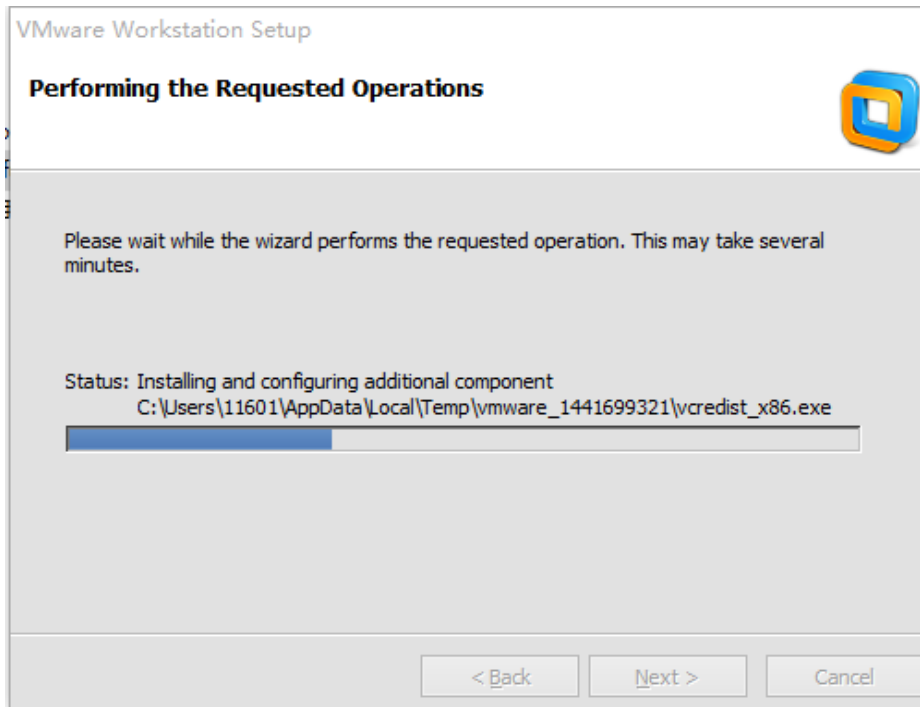 VMware Workstation Setup
Performing the Requested Operations
Please wait while the wizard performs the requested operation. This may take several
minutes.
Status: Installing and configuring additional component
C:\Users\11601\AppData\Local\Temp\vmware_1441699321\vcredist_x86.exe
< Back
Next >
Cancel